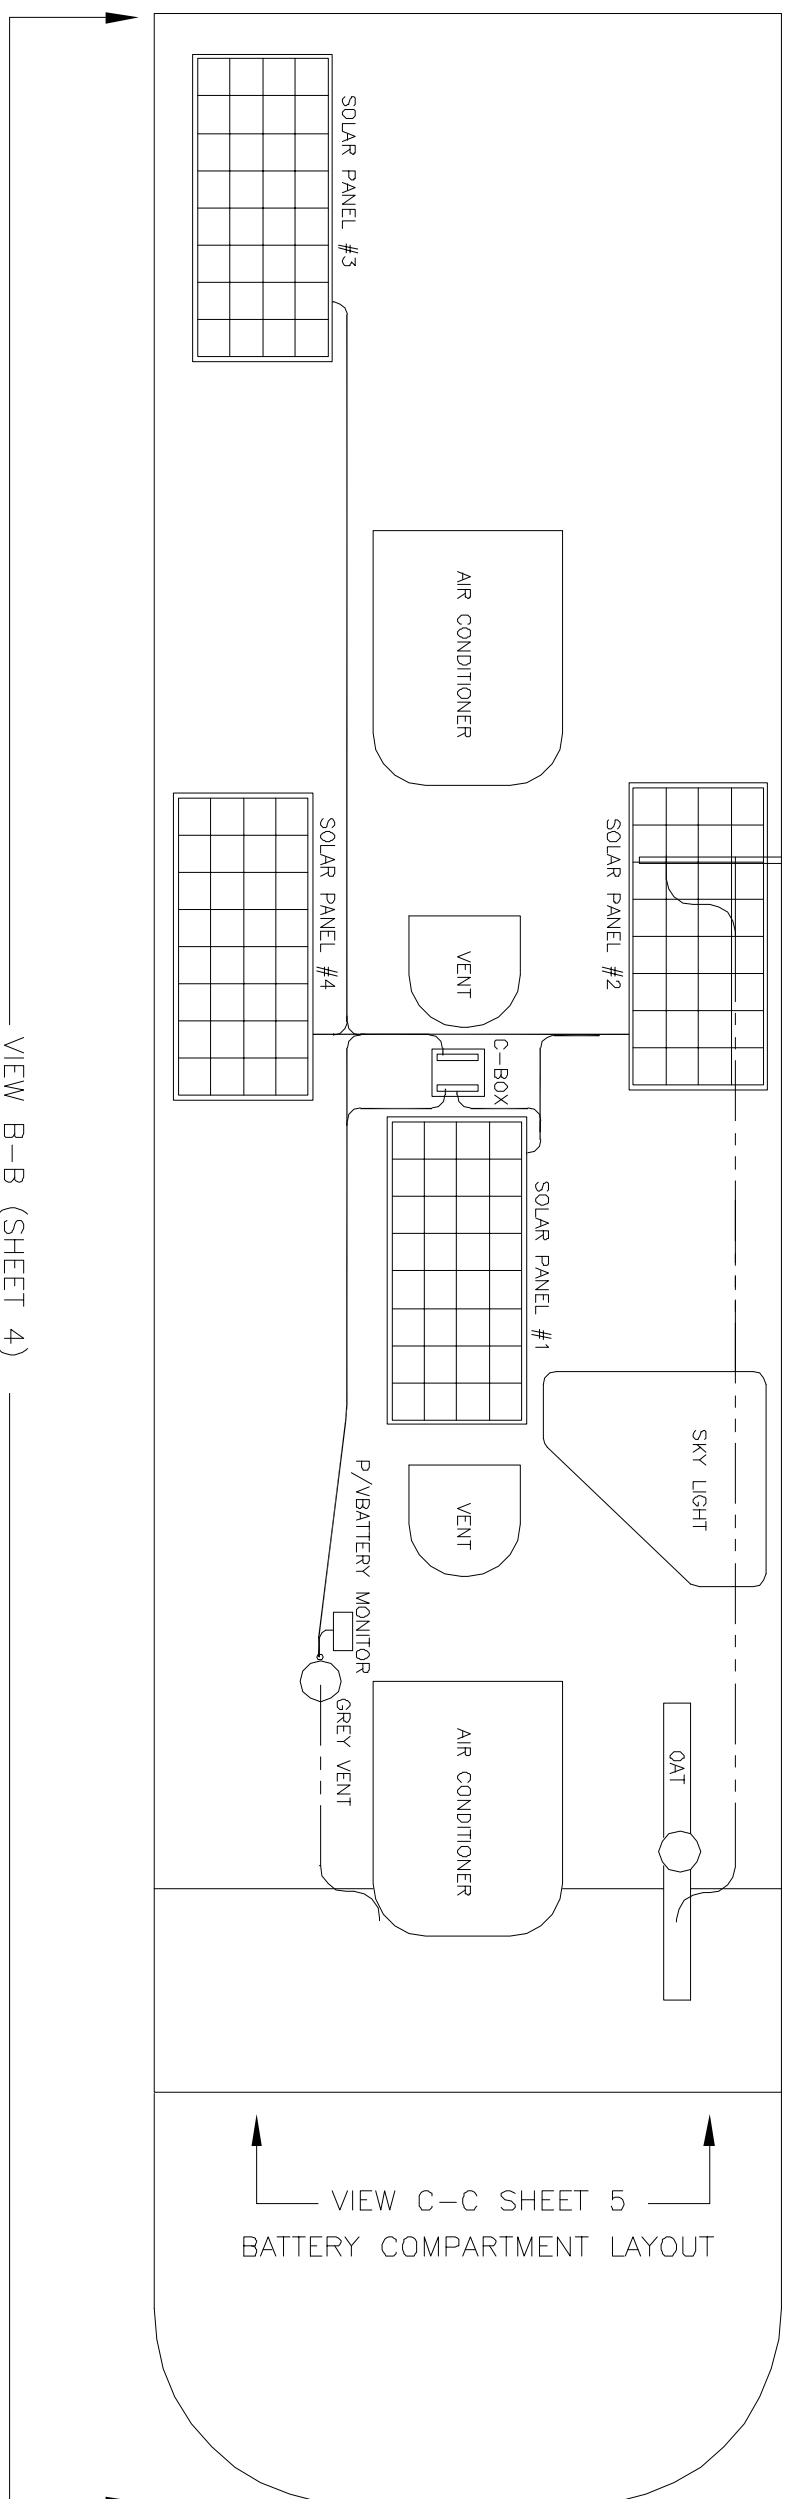 SOLAR PANEL #3
AIR CONDITIONER
SOLAR PANEL #4
SOLAR PANEL #2
VENT
C-BOX
VIEW B-B (SHEET 4)
SOLAR PANEL #1
SKY LIGHT
P/VBATTERY MONITOR
VENT
GREY VENT
AIR CONDITIONER
OAT
VIEW C-C SHEET 5
BATTERY COMPARTMENT LAYOUT